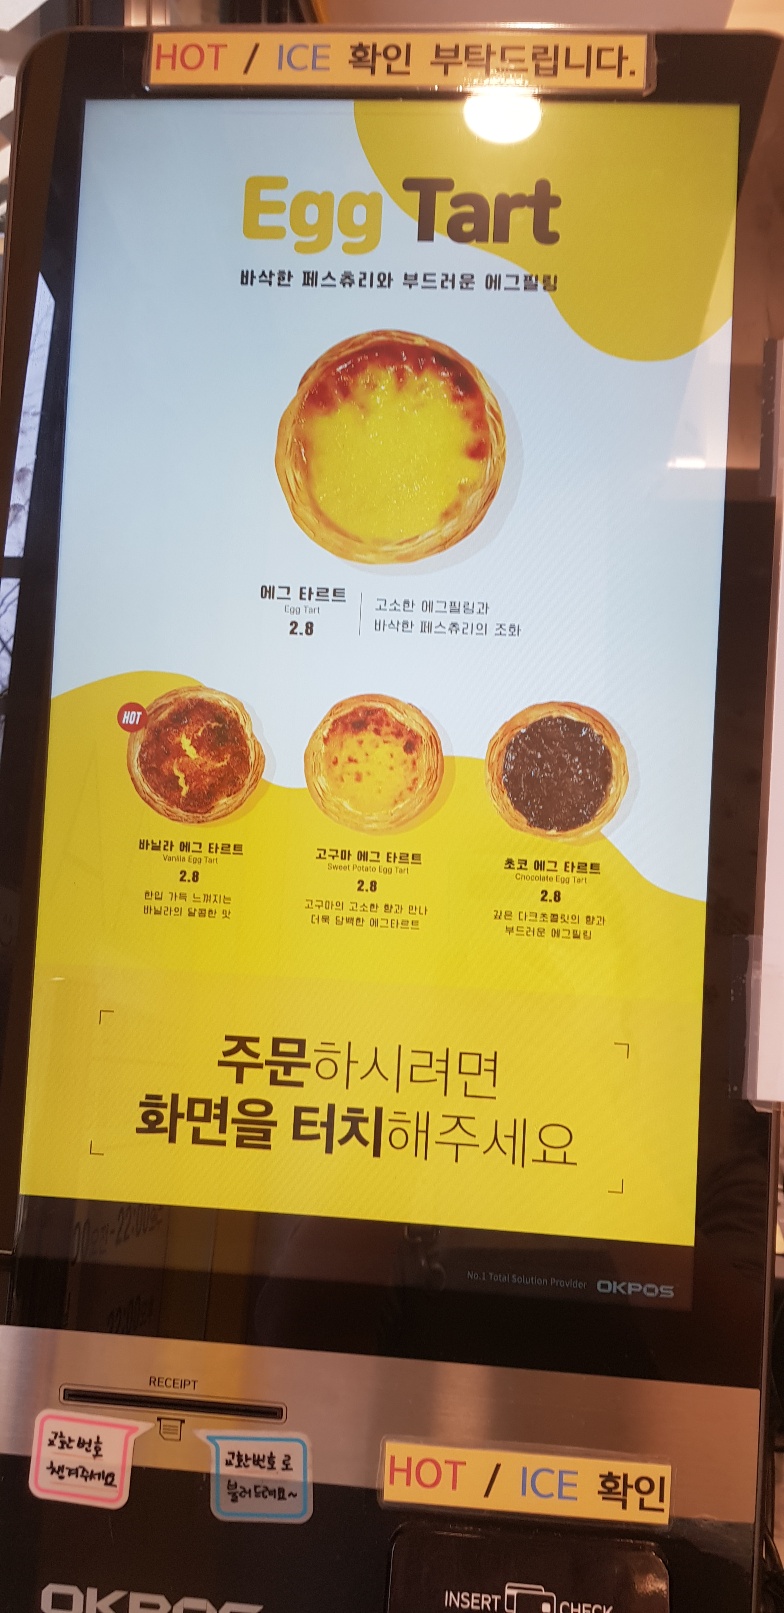 HOT / ICE 확인 부탁드립니다.
Egg Tart
바삭한 페스츄리와 부드러운 에그필링
에그 타르트
Egg Tart
2.8
고소한 에그필링과
바삭한 페스츄리의 조화
HOT
바닐라 에그 타르트
Vanilla Egg Tart
2.8
한입 가득 느껴지는
바닐라의 달콤한 맛
고구마 에그 타르트
Sweet Potato Egg Tart
2.8
고구마의 고소한 향과 만나
더욱 담백한 에그타르트
초코 에그 타르트
Chocolate Egg Tart
2.8
깊은 다크초콜릿의 향과
부드러운 에그필링
주문하시려면
화면을 터치해주세요
No.1 Total Solution Provider OKPOS
RECEIPT
교환번호
챙겨주세요
교환번호로
불러드려요~
HOT / ICE 확인
OKPOS
INSERT CHECK